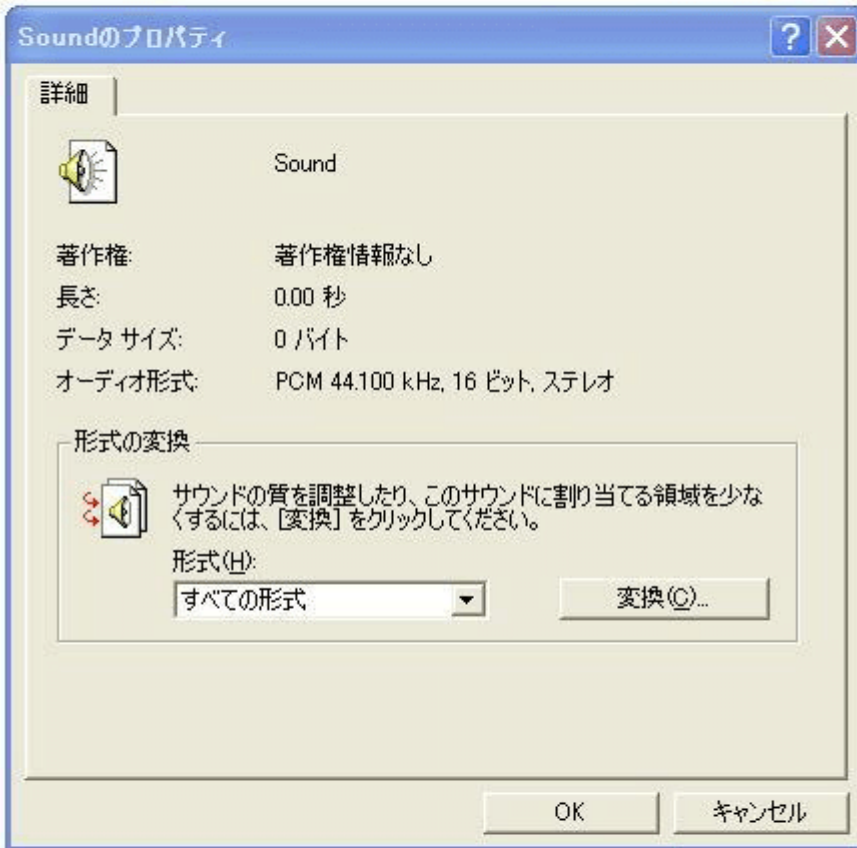 Soundのプロパティ
詳細
Sound
著作権: 著作権情報なし
長さ: 0.00 秒
データ サイズ: 0 バイト
オーディオ形式: PCM 44.100 kHz, 16 ビット, ステレオ
形式の変換
サウンドの質を調整したり、このサウンドに割り当てる領域を少な
くするには、[変換] をクリックしてください。
形式(H):
すべての形式 変換(C)...
OK キャンセル